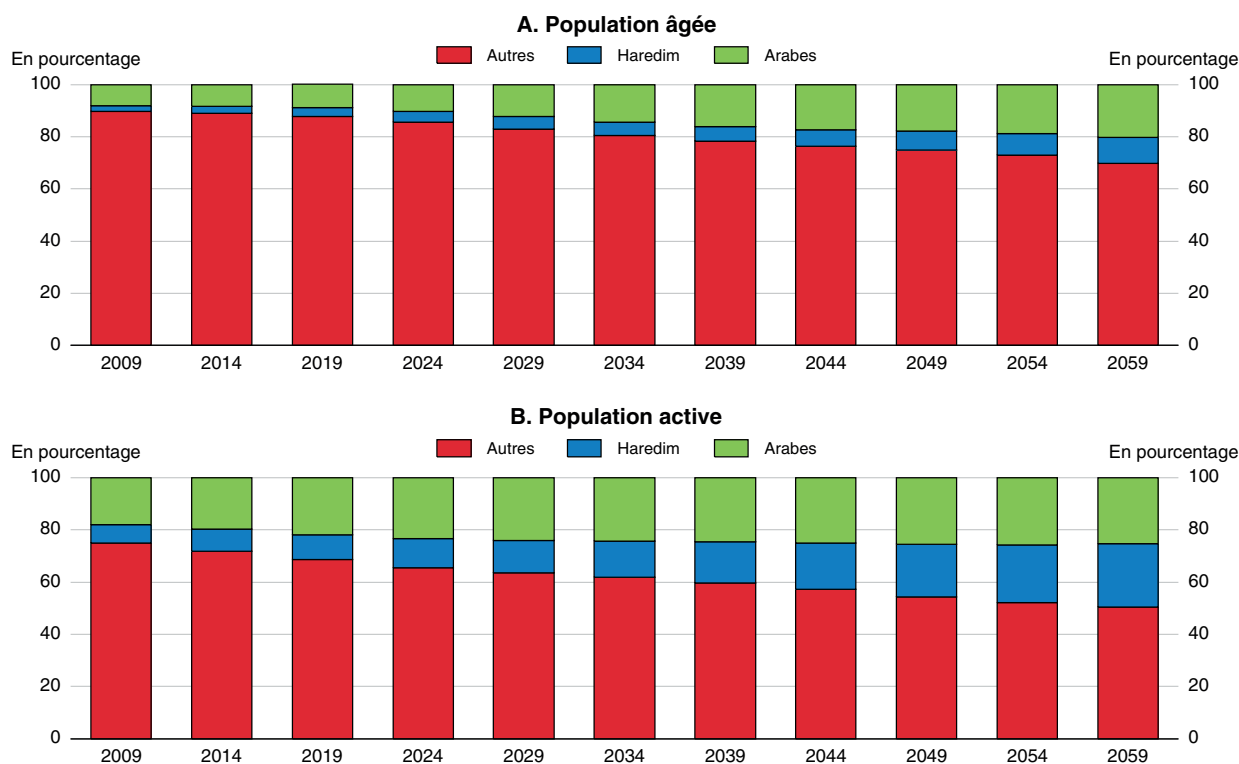 A. Population âgée
En pourcentage
Autres Haredim Arabes
En pourcentage
100 100
80 80
60 60
40 40
20 20
0 0
2009 2014 2019 2024 2029 2034 2039 2044 2049 2054 2059
B. Population active
En pourcentage
Autres Haredim Arabes
En pourcentage
100 100
80 80
60 60
40 40
20 20
0 0
2009 2014 2019 2024 2029 2034 2039 2044 2049 2054 2059